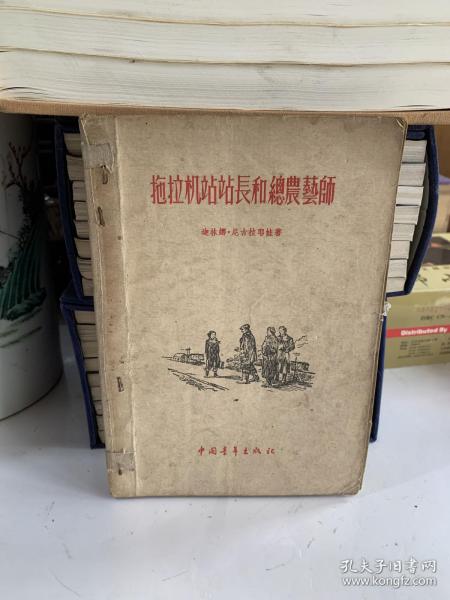 拖拉机站站長和總農藝師
迦林娜·尼古拉耶娃著
中国青年出版社
Distributed By
孔夫子旧书网
www.kongfz.com